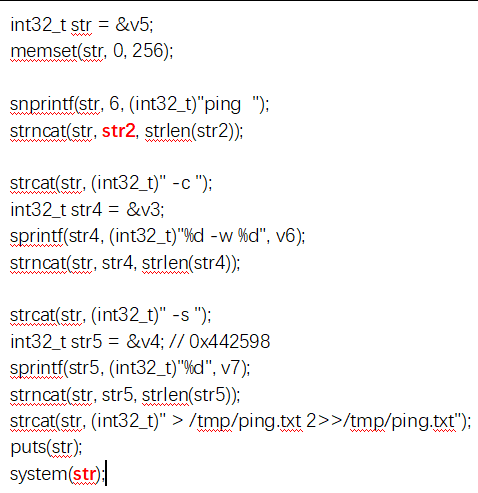 int32_t str = &v5;
memset(str, 0, 256);
snprintf(str, 6, (int32_t)"ping  ");
strncat(str, str2, strlen(str2));
strcat(str, (int32_t)" -c ");
int32_t str4 = &v3;
sprintf(str4, (int32_t)"%d -w %d", v6);
strncat(str, str4, strlen(str4));
strcat(str, (int32_t)" -s ");
int32_t str5 = &v4; // 0x442598
sprintf(str5, (int32_t)"%d", v7);
strncat(str, str5, strlen(str5));
strcat(str, (int32_t)" > /tmp/ping.txt 2>>/tmp/ping.txt");
puts(str);
system(str);